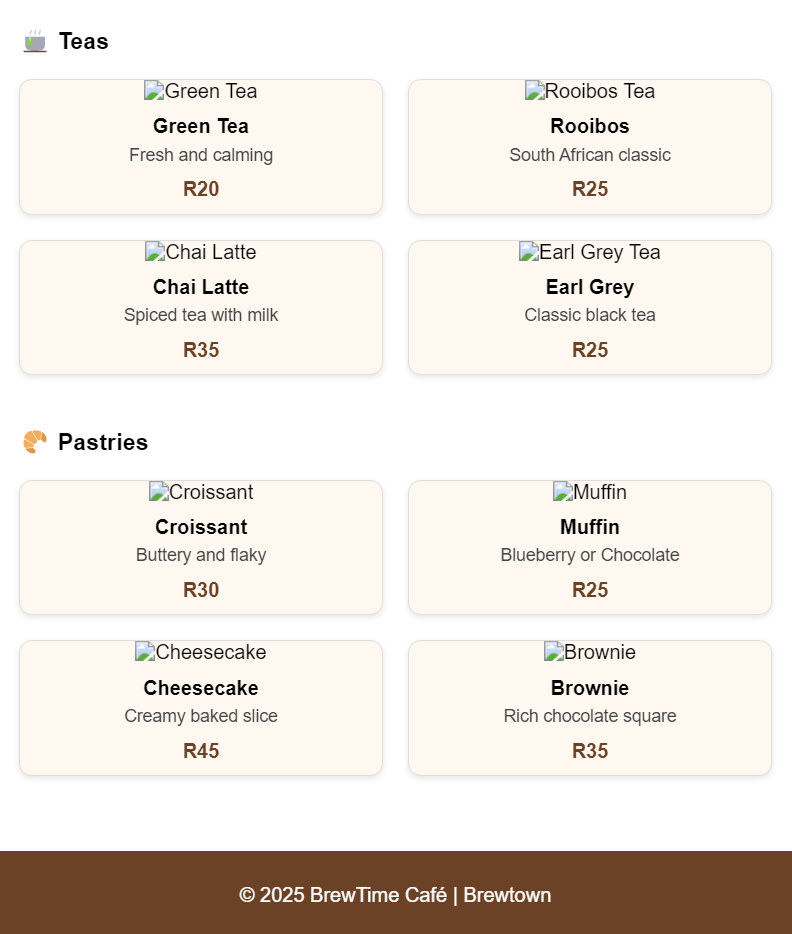 Teas
Green Tea
Green Tea
Fresh and calming
R20
Rooibos Tea
Rooibos
South African classic
R25
Chai Latte
Chai Latte
Spiced tea with milk
R35
Earl Grey Tea
Earl Grey
Classic black tea
R25
Pastries
Croissant
Croissant
Buttery and flaky
R30
Muffin
Muffin
Blueberry or Chocolate
R25
Cheesecake
Cheesecake
Creamy baked slice
R45
Brownie
Brownie
Rich chocolate square
R35
© 2025 BrewTime Café | Brewtown